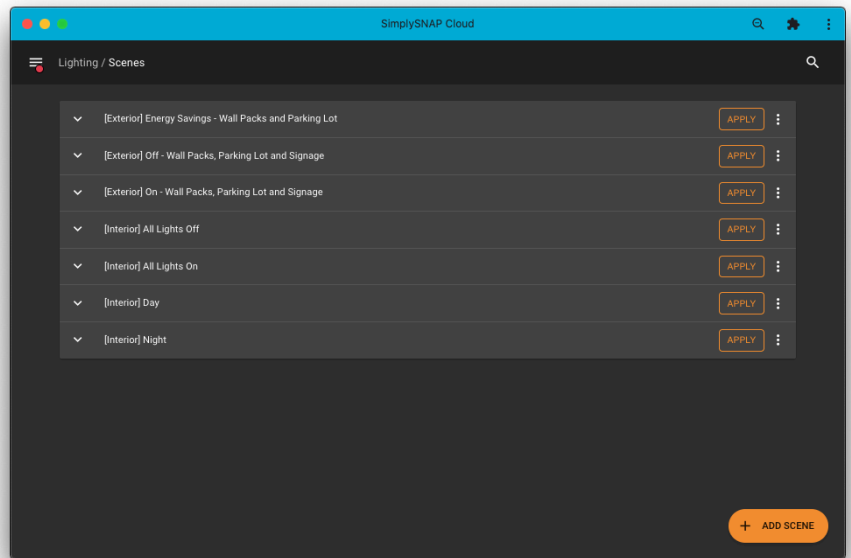 SimplySNAP Cloud
Lighting / Scenes
[Exterior] Energy Savings - Wall Packs and Parking Lot APPLY
[Exterior] Off - Wall Packs, Parking Lot and Signage APPLY
[Exterior] On - Wall Packs, Parking Lot and Signage APPLY
[Interior] All Lights Off APPLY
[Interior] All Lights On APPLY
[Interior] Day APPLY
[Interior] Night APPLY
+ ADD SCENE